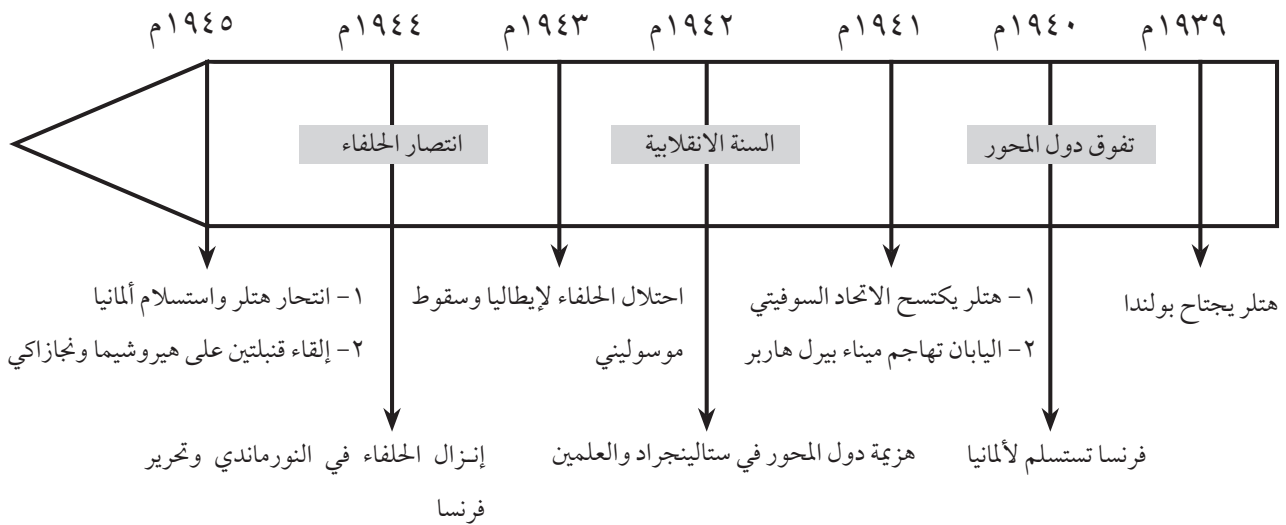 ١٩٣٩م
١٩٤٠م
١٩٤١م
١٩٤٢م
١٩٤٣م
١٩٤٤م
١٩٤٥م
تفوق دول المحور
السنة الانقلابية
انتصار الحلفاء
هتلر يجتاح بولندا
١- هتلر يكتسح الاتحاد السوفيتي
٢- اليابان تهاجم ميناء بيرل هاربر
احتلال الحلفاء لإيطاليا وسقوط
موسوليني
١- انتحار هتلر واستسلام ألمانيا
٢- إلقاء قنبلتين على هيروشيما ونجازاكي
فرنسا تستسلم لألمانيا
هزيمة دول المحور في ستالينجراد والعلمين
إنـزال الحلفاء في النورماندي وتحرير
فرنسا